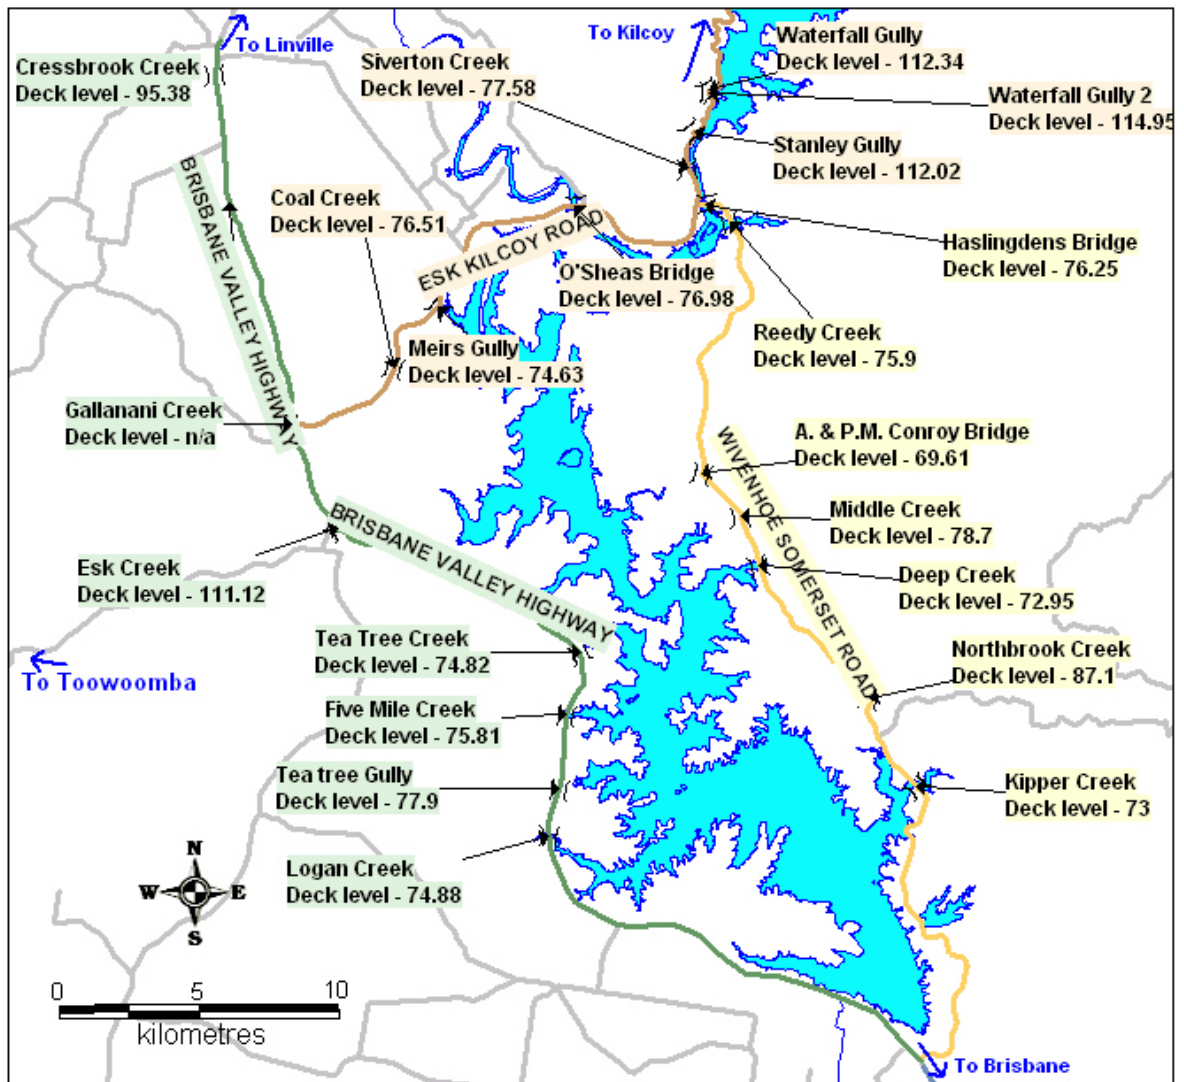 To Linville
To Kilcoy
Waterfall Gully
Deck level - 112.34
Cressbrook Creek
Deck level - 95.38
Siverton Creek
Deck level - 77.58
Waterfall Gully 2
Deck level - 114.95
Stanley Gully
Deck level - 112.02
BRISBANE VALLEY HIGHWAY
Coal Creek
Deck level - 76.51
ESK KILCOY ROAD
Haslingdens Bridge
Deck level - 76.25
O'Sheas Bridge
Deck level - 76.98
Reedy Creek
Deck level - 75.9
Meirs Gully
Deck level - 74.63
Gallanani Creek
Deck level - n/a
A. & P.M. Conroy Bridge
Deck level - 69.61
WIVENHOE SOMERSET ROAD
Middle Creek
Deck level - 78.7
BRISBANE VALLEY HIGHWAY
Esk Creek
Deck level - 111.12
Deep Creek
Deck level - 72.95
Tea Tree Creek
Deck level - 74.82
Northbrook Creek
Deck level - 87.1
To Toowoomba
Five Mile Creek
Deck level - 75.81
Tea tree Gully
Deck level - 77.9
Kipper Creek
Deck level - 73
Logan Creek
Deck level - 74.88
N
W E
S
0 5 10
kilometres
To Brisbane